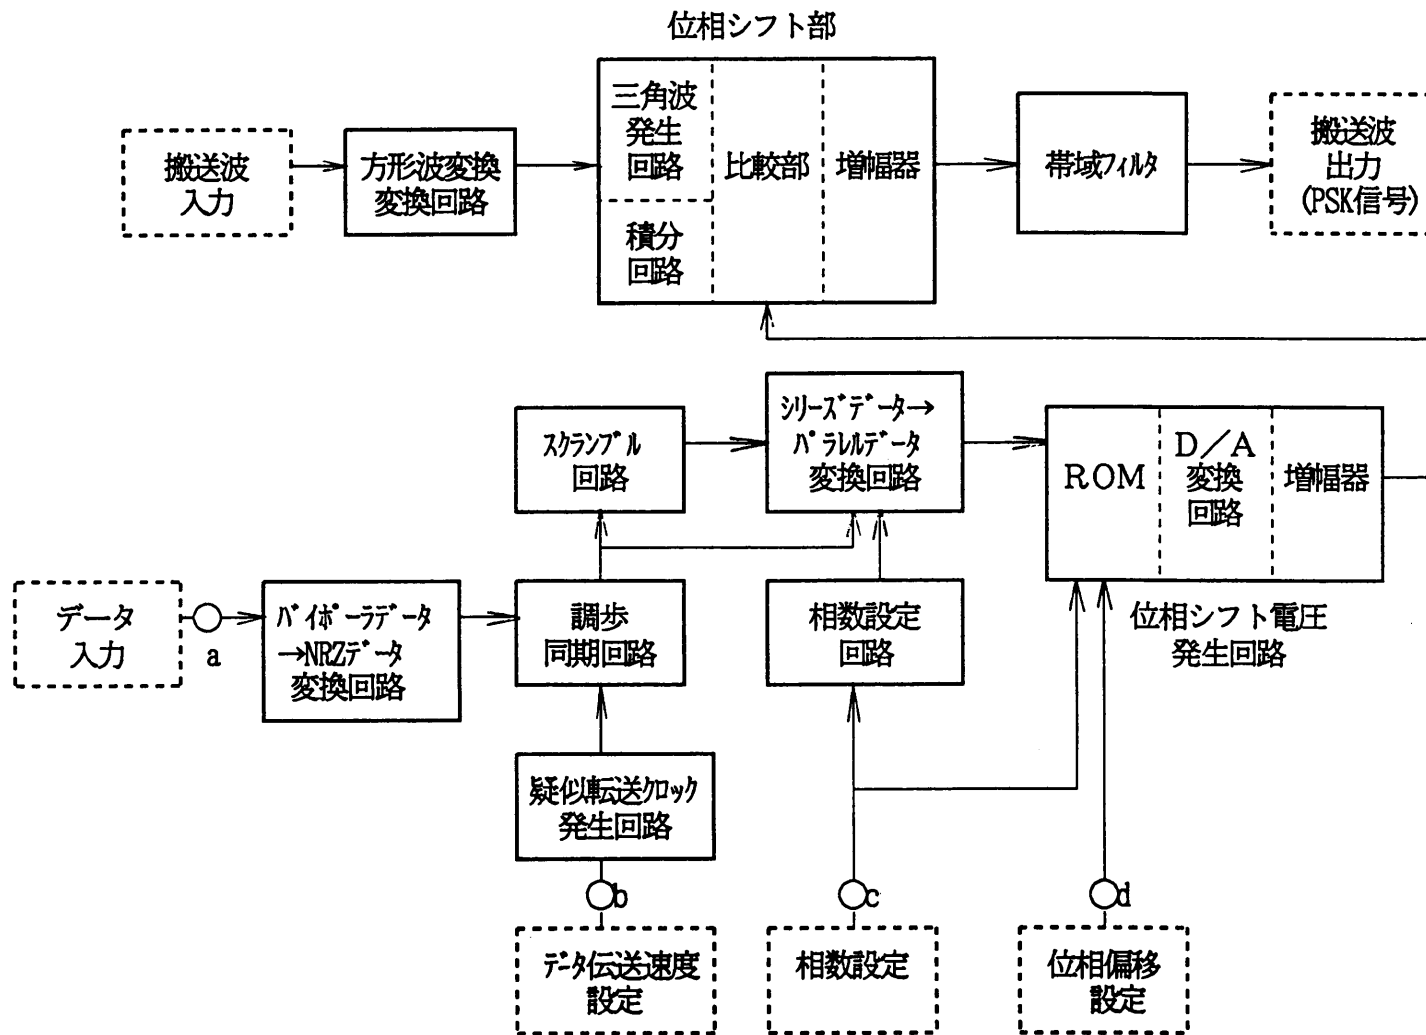 位相シフト部
三角波
発生
回路
積分
回路
比較部
増幅器
搬送波
入力
方形波変換
変換回路
帯域フィルタ
搬送波
出力
(PSK信号)
スクランブル
回路
シリーズデータ→
パラレルデータ
変換回路
ROM
D/A
変換
回路
増幅器
位相シフト電圧
発生回路
データ
入力
a
バイポーラデータ
→NRZデータ
変換回路
調歩
同期回路
相数設定
回路
疑似転送クロック
発生回路
b
c
d
データ伝送速度
設定
相数設定
位相偏移
設定